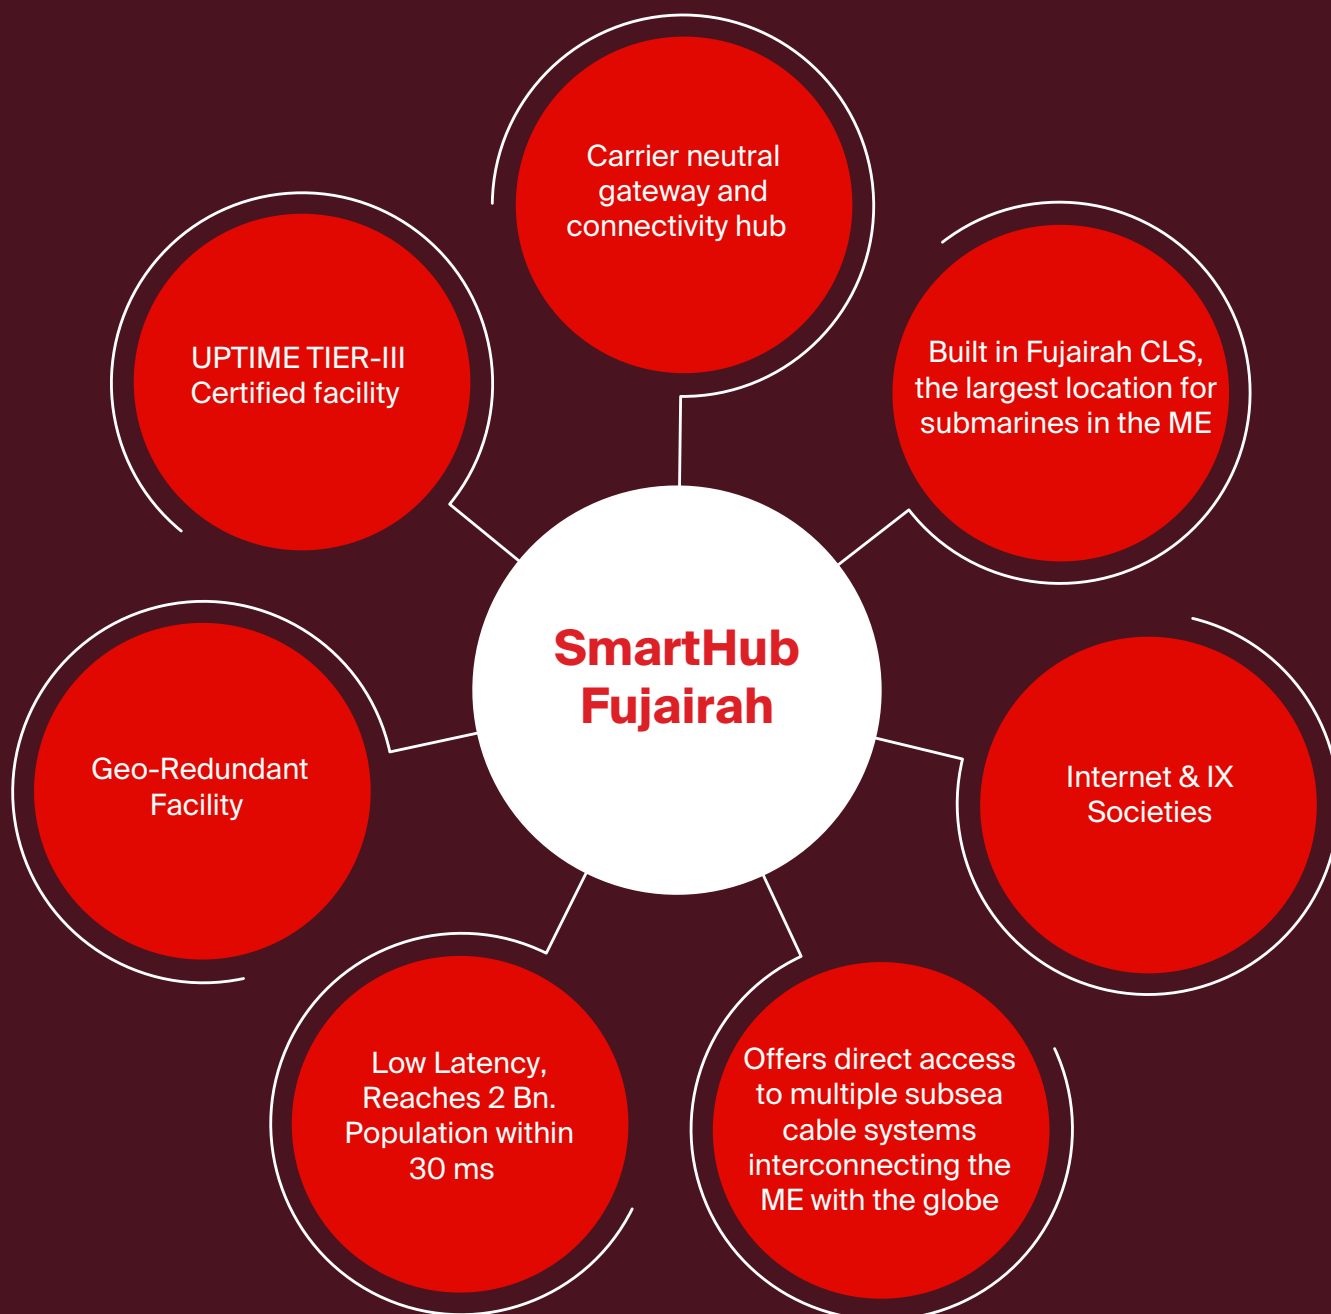 SmartHub
Fujairah
Carrier neutral
gateway and
connectivity hub
Built in Fujairah CLS,
the largest location for
submarines in the ME
Internet & IX
Societies
Offers direct access
to multiple subsea
cable systems
interconnecting the
ME with the globe
Low Latency,
Reaches 2 Bn.
Population within
30 ms
Geo-Redundant
Facility
UPTIME TIER-III
Certified facility